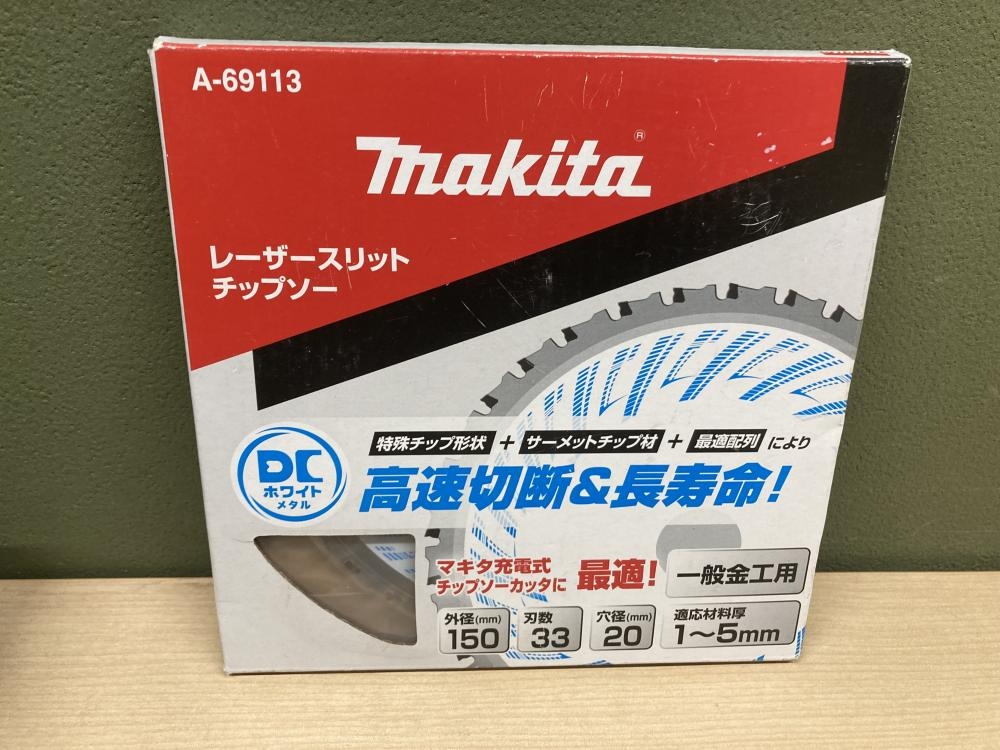 A-69113
makita
makita®
レーザースリット
チップソー
特殊チップ形状 + サーメットチップ材 + 最適配列 により
DC
ホワイト
メタル
高速切断&長寿命!
マキタ充電式
チップソーカッタに
最適!
一般金工用
外径(mm)
150
刃数
33
穴径(mm)
20
適応材料厚
1～5mm